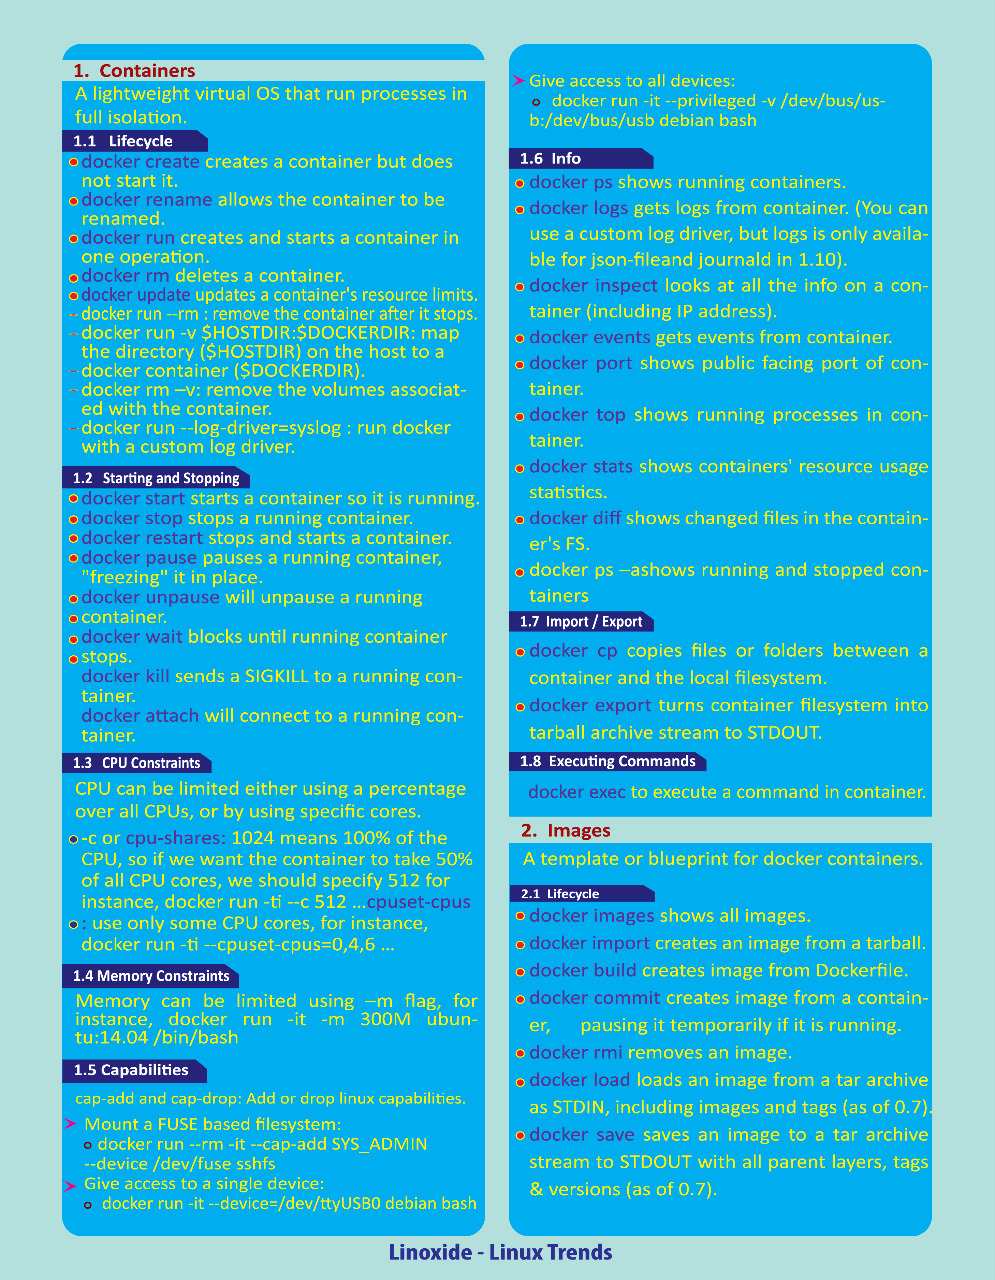 1. Containers
A lightweight virtual OS that run processes in
full isolation.
1.1 Lifecycle
docker create creates a container but does
not start it.
docker rename allows the container to be
renamed.
docker run creates and starts a container in
one operation.
docker rm deletes a container.
docker update updates a container's resource limits.
docker run --rm : remove the container after it stops.
docker run -v $HOSTDIR:$DOCKERDIR: map
the directory ($HOSTDIR) on the host to a
docker container ($DOCKERDIR).
docker rm –v: remove the volumes associat-
ed with the container.
docker run --log-driver=syslog : run docker
with a custom log driver.
1.2 Starting and Stopping
docker start starts a container so it is running.
docker stop stops a running container.
docker restart stops and starts a container.
docker pause pauses a running container,
"freezing" it in place.
docker unpause will unpause a running
container.
docker wait blocks until running container
stops.
docker kill sends a SIGKILL to a running con-
tainer.
docker attach will connect to a running con-
tainer.
1.3 CPU Constraints
CPU can be limited either using a percentage
over all CPUs, or by using specific cores.
-c or cpu-shares: 1024 means 100% of the
CPU, so if we want the container to take 50%
of all CPU cores, we should specify 512 for
instance, docker run -ti --c 512 ...cpuset-cpus
: use only some CPU cores, for instance,
docker run -ti --cpuset-cpus=0,4,6 ...
1.4 Memory Constraints
Memory can be limited using –m flag, for
instance, docker run -it -m 300M ubun-
tu:14.04 /bin/bash
1.5 Capabilities
cap-add and cap-drop: Add or drop linux capabilities.
Mount a FUSE based filesystem:
docker run --rm -it --cap-add SYS_ADMIN
--device /dev/fuse sshfs
Give access to a single device:
docker run -it --device=/dev/ttyUSB0 debian bash
Give access to all devices:
docker run -it --privileged -v /dev/bus/us-
b:/dev/bus/usb debian bash
1.6 Info
docker ps shows running containers.
docker logs gets logs from container. (You can
use a custom log driver, but logs is only availa-
ble for json-fileand journald in 1.10).
docker inspect looks at all the info on a con-
tainer (including IP address).
docker events gets events from container.
docker port shows public facing port of con-
tainer.
docker top shows running processes in con-
tainer.
docker stats shows containers' resource usage
statistics.
docker diff shows changed files in the contain-
er's FS.
docker ps –ashows running and stopped con-
tainers
1.7 Import / Export
docker cp copies files or folders between a
container and the local filesystem.
docker export turns container filesystem into
tarball archive stream to STDOUT.
1.8 Executing Commands
docker exec to execute a command in container.
2. Images
A template or blueprint for docker containers.
2.1 Lifecycle
docker images shows all images.
docker import creates an image from a tarball.
docker build creates image from Dockerfile.
docker commit creates image from a contain-
er, pausing it temporarily if it is running.
docker rmi removes an image.
docker load loads an image from a tar archive
as STDIN, including images and tags (as of 0.7).
docker save saves an image to a tar archive
stream to STDOUT with all parent layers, tags
& versions (as of 0.7).
Linoxide - Linux Trends